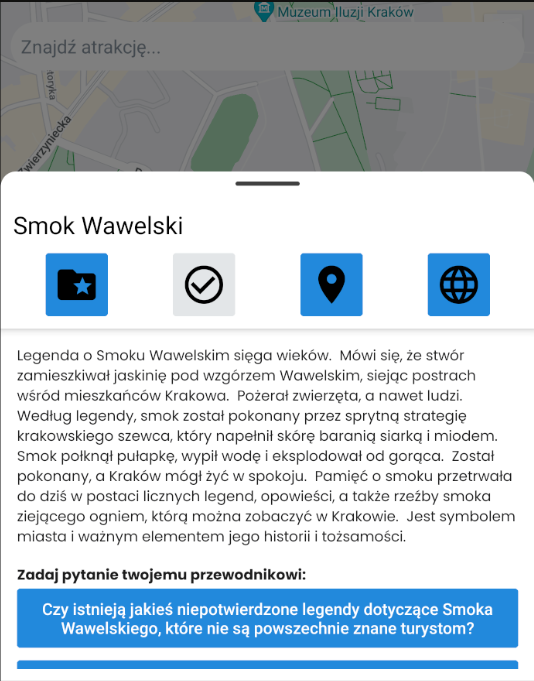 Muzeum Iluzji Kraków
Znajdź atrakcję...
toryka
Zwierzyniecka
Smok Wawelski
Legenda o Smoku Wawelskim sięga wieków. Mówi się, że stwór
zamieszkiwał jaskinię pod wzgórzem Wawelskim, siejąc postrach
wśród mieszkańców Krakowa. Pożerał zwierzęta, a nawet ludzi.
Według legendy, smok został pokonany przez sprytną strategię
krakowskiego szewca, który napełnił skórę baranią siarką i miodem.
Smok połknął pułapkę, wypił wodę i eksplodował od gorąca. Został
pokonany, a Kraków mógł żyć w spokoju. Pamięć o smoku przetrwała
do dziś w postaci licznych legend, opowieści, a także rzeźby smoka
ziejącego ogniem, którą można zobaczyć w Krakowie. Jest symbolem
miasta i ważnym elementem jego historii i tożsamości.
Zadaj pytanie twojemu przewodnikowi:
Czy istnieją jakieś niepotwierdzone legendy dotyczące Smoka
Wawelskiego, które nie są powszechnie znane turystom?